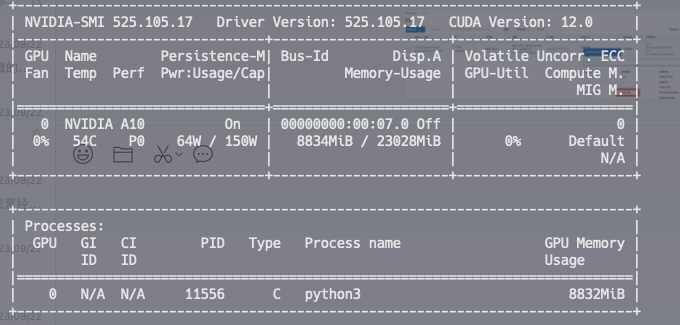 NVIDIA-SMI 525.105.17 Driver Version: 525.105.17 CUDA Version: 12.0
GPU Name Persistence-M| Bus-Id Disp.A | Volatile Uncorr. ECC
Fan Temp Perf Pwr:Usage/Cap| Memory-Usage | GPU-Util Compute M.
MIG M.
0 NVIDIA A10 On | 00000000:00:07.0 Off | 0
0% 54C P0 64W / 150W | 8834MiB / 23028MiB | 0% Default
N/A
Processes:
GPU GI CI PID Type Process name GPU Memory
ID ID Usage
0 N/A N/A 11556 C python3 8832MiB